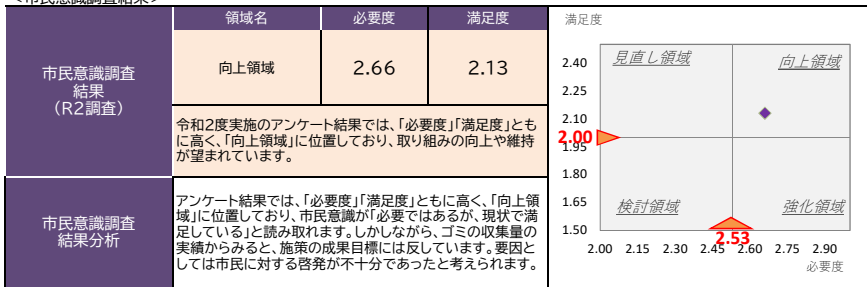 <市民意識調査結果>
領域名 必要度 満足度
市民意識調査
結果
(R2調査)
向上領域 2.66 2.13
令和2度実施のアンケート結果では、「必要度」「満足度」とも
に高く、「向上領域」に位置しており、取り組みの向上や維持
が望まれています。
市民意識調査
結果分析
アンケート結果では、「必要度」「満足度」ともに高く、「向上領
域」に位置しており、市民意識が「必要ではあるが、現状で満
足している」と読み取れます。しかしながら、ゴミの収集量の
実績からみると、施策の成果目標には反しています。要因と
しては市民に対する啓発が不十分であったと考えられます。
満足度
見直し領域 向上領域
2.40
2.25
2.10
2.00
1.95
1.80
1.65
1.50
検討領域 強化領域
2.53
2.00 2.15 2.30 2.45 2.60 2.75 2.90
必要度